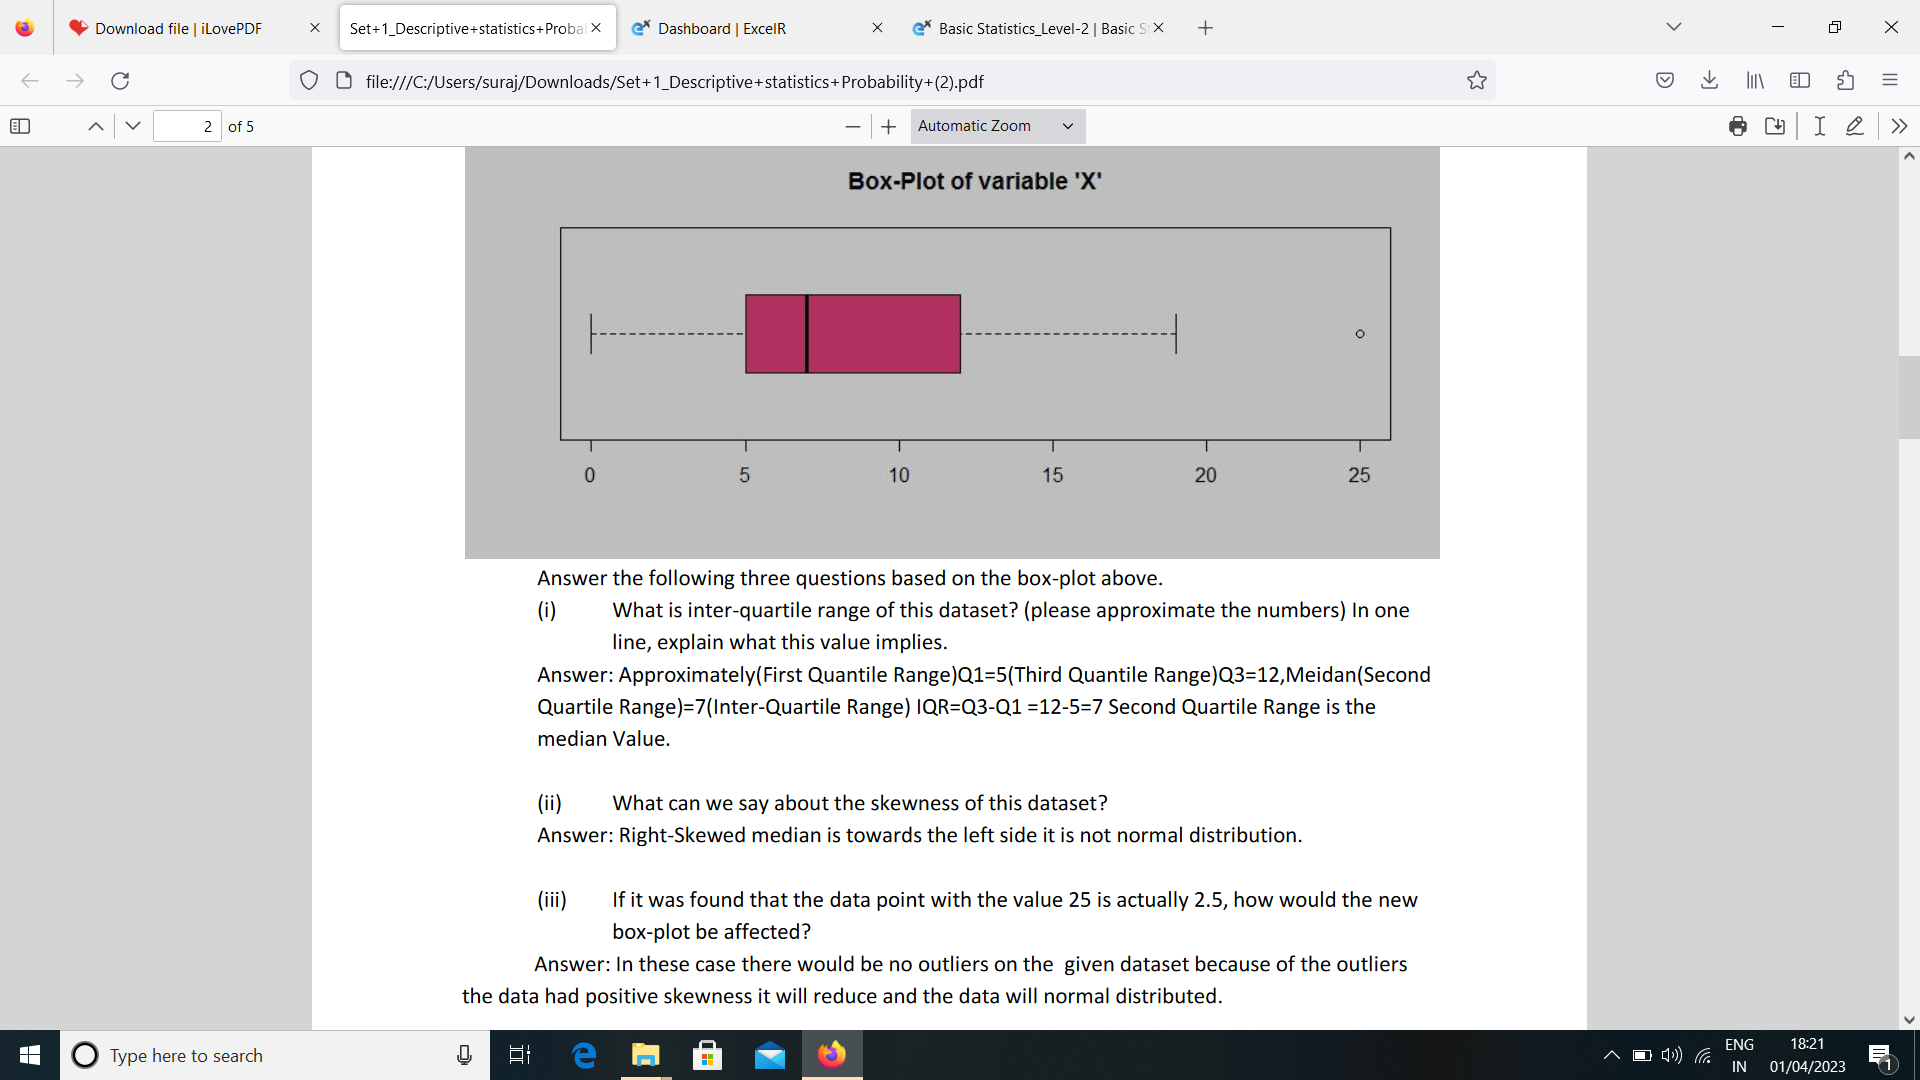 Download file | iLovePDF
Set+1_Descriptive+statistics+Proba
Dashboard | ExcelR
Basic Statistics_Level-2 | Basic S
file:///C:/Users/suraj/Downloads/Set+1_Descriptive+statistics+Probability+(2).pdf
2 of 5
Automatic Zoom
Box-Plot of variable 'X'
0 5 10 15 20 25
Answer the following three questions based on the box-plot above.
(i) What is inter-quartile range of this dataset? (please approximate the numbers) In one
line, explain what this value implies.
Answer: Approximately(First Quantile Range)Q1=5(Third Quantile Range)Q3=12,Meidan(Second
Quartile Range)=7(Inter-Quartile Range) IQR=Q3-Q1 =12-5=7 Second Quartile Range is the
median Value.
(ii) What can we say about the skewness of this dataset?
Answer: Right-Skewed median is towards the left side it is not normal distribution.
(iii) If it was found that the data point with the value 25 is actually 2.5, how would the new
box-plot be affected?
Answer: In these case there would be no outliers on the  given dataset because of the outliers
the data had positive skewness it will reduce and the data will normal distributed.
Type here to search
ENG
IN
18:21
01/04/2023
1